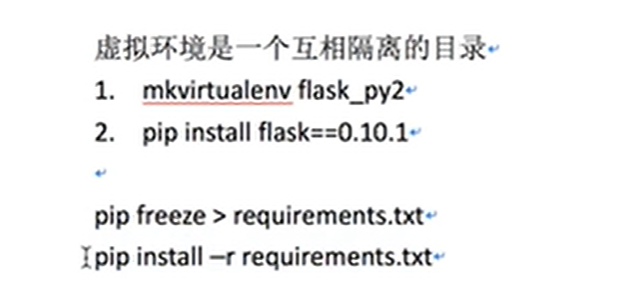 虚拟环境是一个互相隔离的目录
1. mkvirtualenv flask_py2
2. pip install flask==0.10.1
pip freeze > requirements.txt
pip install –r requirements.txt